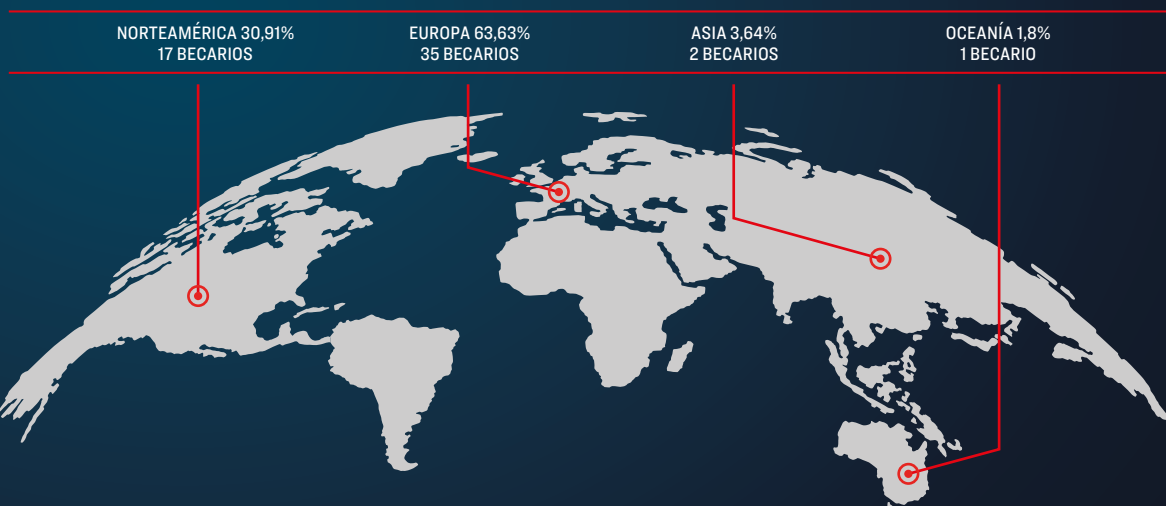 NORTEAMÉRICA 30,91%
17 BECARIOS
EUROPA 63,63%
35 BECARIOS
ASIA 3,64%
2 BECARIOS
OCEANÍA 1,8%
1 BECARIO